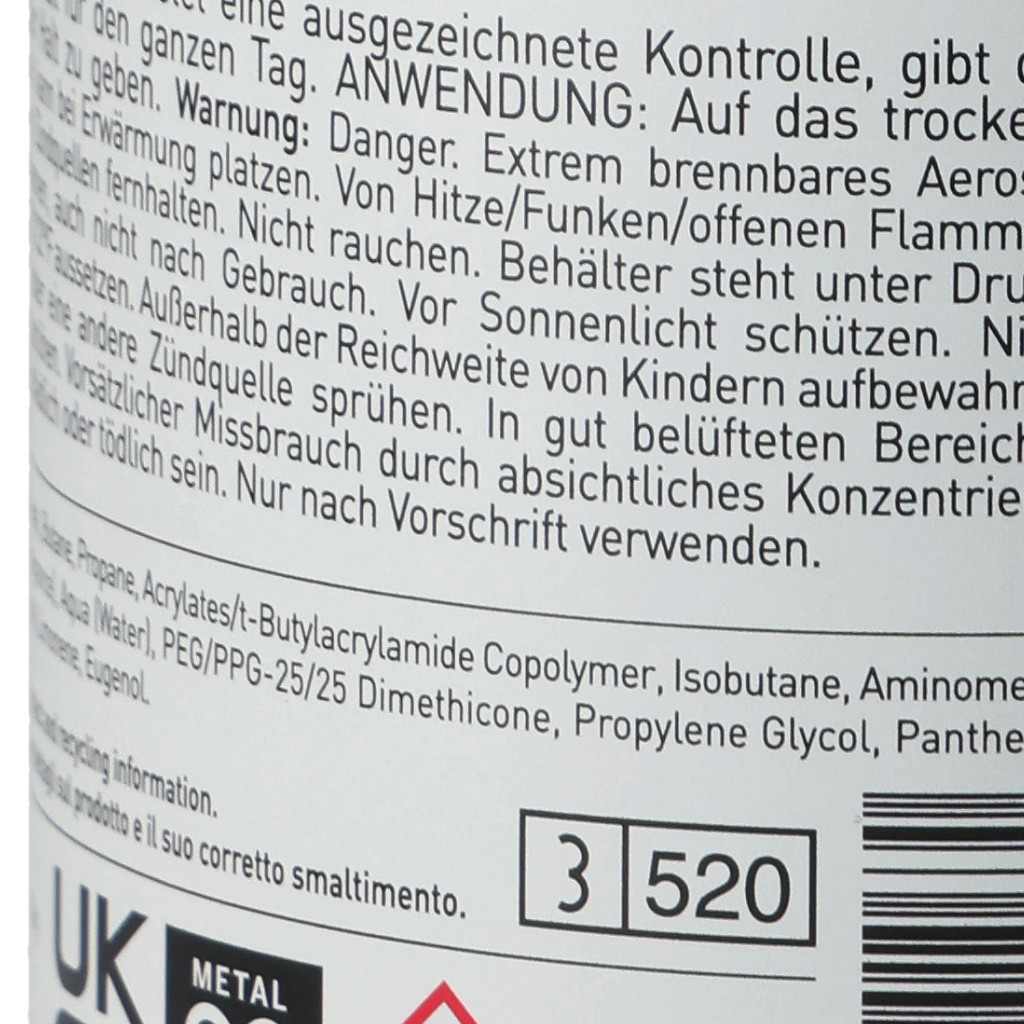 eine ausgezeichnete Kontrolle, gibt
für den ganzen Tag. ANWENDUNG: Auf das trocke
zu geben. Warnung: Danger. Extrem brennbares Aeros
bei Erwärmung platzen. Von Hitze/Funken/offenen Flamm
fernhalten. Nicht rauchen. Behälter steht unter Dru
auch nicht nach Gebrauch. Vor Sonnenlicht schützen. Ni
aussetzen. Außerhalb der Reichweite von Kindern aufbewahr
eine andere Zündquelle sprühen. In gut belüfteten Bereich
Vorsätzlicher Missbrauch durch absichtliches Konzentrie
oder tödlich sein. Nur nach Vorschrift verwenden.
Butane, Propane, Acrylates/t-Butylacrylamide Copolymer, Isobutane, Aminome
Aqua (Water), PEG/PPG-25/25 Dimethicone, Propylene Glycol, Panthe
Limonene, Eugenol.
and recycling information.
sul prodotto e il suo corretto smaltimento.
3 520
UK
METAL